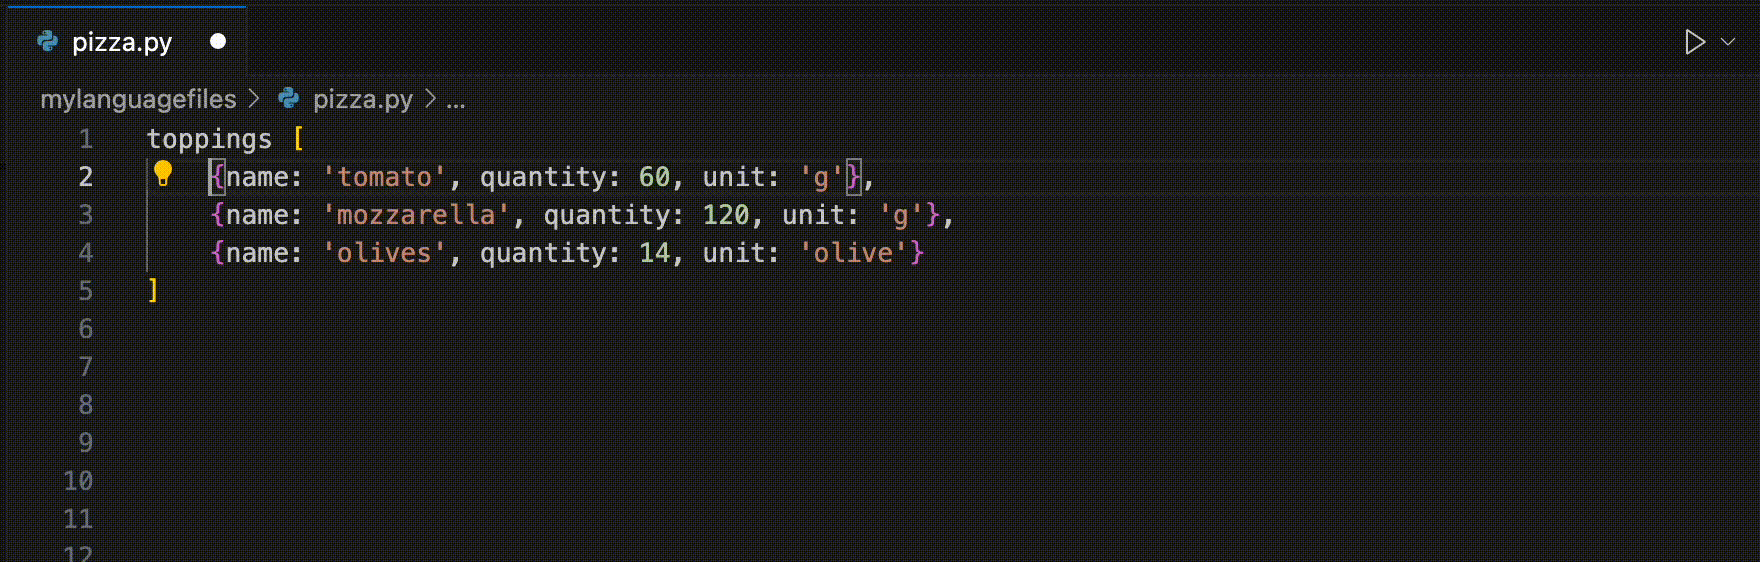 pizza.py
mylanguagefiles > pizza.py > ...
1 toppings [
2 {name: 'tomato', quantity: 60, unit: 'g'},
3 {name: 'mozzarella', quantity: 120, unit: 'g'},
4 {name: 'olives', quantity: 14, unit: 'olive'}
5 ]
6
7
8
9
10
11
12